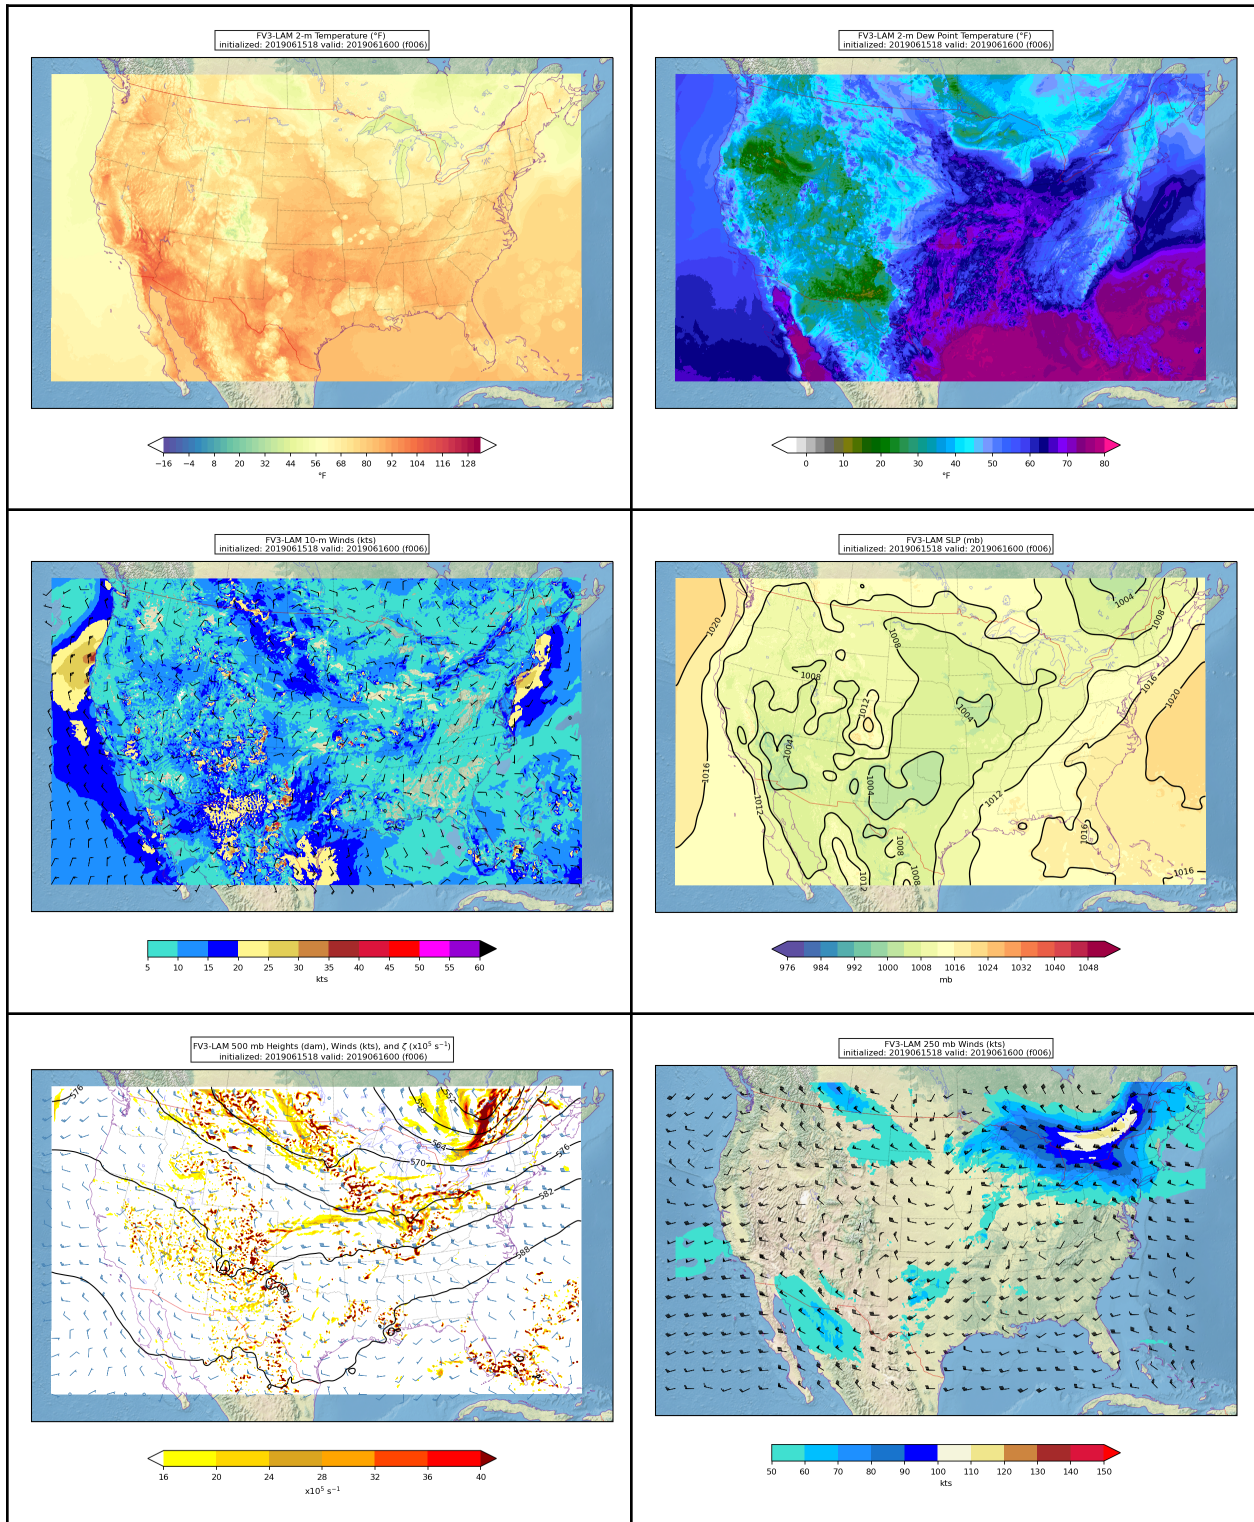 FV3-LAM 2-m Temperature (°F)
initialized: 2019061518 valid: 2019061600 (f006)
−16 −4 8 20 32 44 56 68 80 92 104 116 128
°F
FV3-LAM 2-m Dew Point Temperature (°F)
initialized: 2019061518 valid: 2019061600 (f006)
0 10 20 30 40 50 60 70 80
°F
FV3-LAM 10-m Winds (kts)
initialized: 2019061518 valid: 2019061600 (f006)
5 10 15 20 25 30 35 40 45 50 55 60
kts
FV3-LAM SLP (mb)
initialized: 2019061518 valid: 2019061600 (f006)
1004
1020
1008
1008
1008
1016
1020
1012
1004
1004
1016
1004
1012
1012
1016
1008
1012
1008
1016
976 984 992 1000 1008 1016 1024 1032 1040 1048
mb
FV3-LAM 500 mb Heights (dam), Winds (kts), and ζ (x10⁵ s⁻¹)
initialized: 2019061518 valid: 2019061600 (f006)
576
552
558
564
570
576
582
588
16 20 24 28 32 36 40
x10⁵ s⁻¹
FV3-LAM 250 mb Winds (kts)
initialized: 2019061518 valid: 2019061600 (f006)
50 60 70 80 90 100 110 120 130 140 150
kts